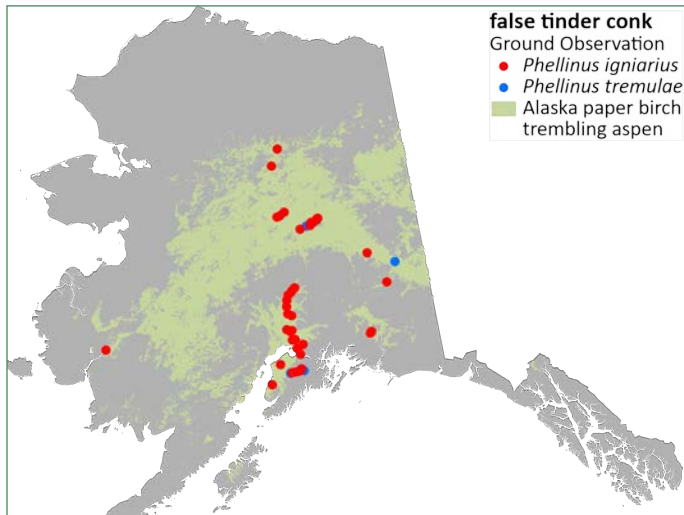 false tinder conk
Ground Observation
Phellinus igniarius
Phellinus tremulae
Alaska paper birch
trembling aspen